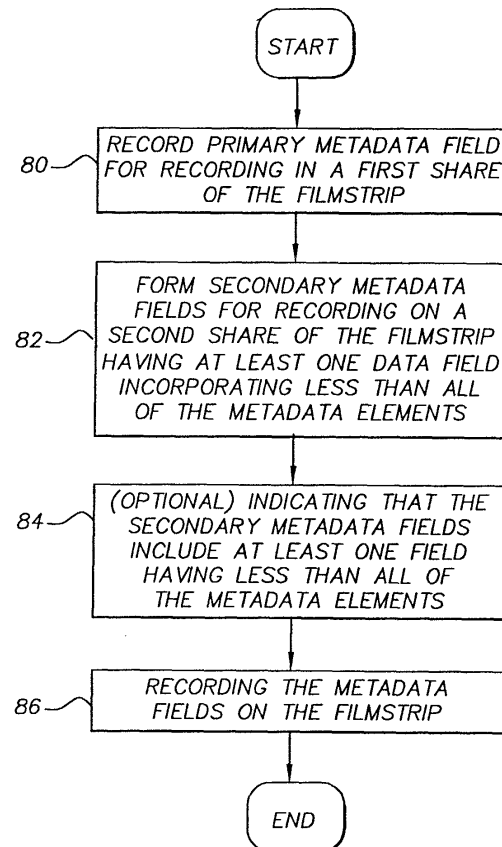 START
80
RECORD PRIMARY METADATA FIELD
FOR RECORDING IN A FIRST SHARE
OF THE FILMSTRIP
82
FORM SECONDARY METADATA
FIELDS FOR RECORDING ON A
SECOND SHARE OF THE FILMSTRIP
HAVING AT LEAST ONE DATA FIELD
INCORPORATING LESS THAN ALL
OF THE METADATA ELEMENTS
84
(OPTIONAL) INDICATING THAT THE
SECONDARY METADATA FIELDS
INCLUDE AT LEAST ONE FIELD
HAVING LESS THAN ALL OF
THE METADATA ELEMENTS
86
RECORDING THE METADATA
FIELDS ON THE FILMSTRIP
END